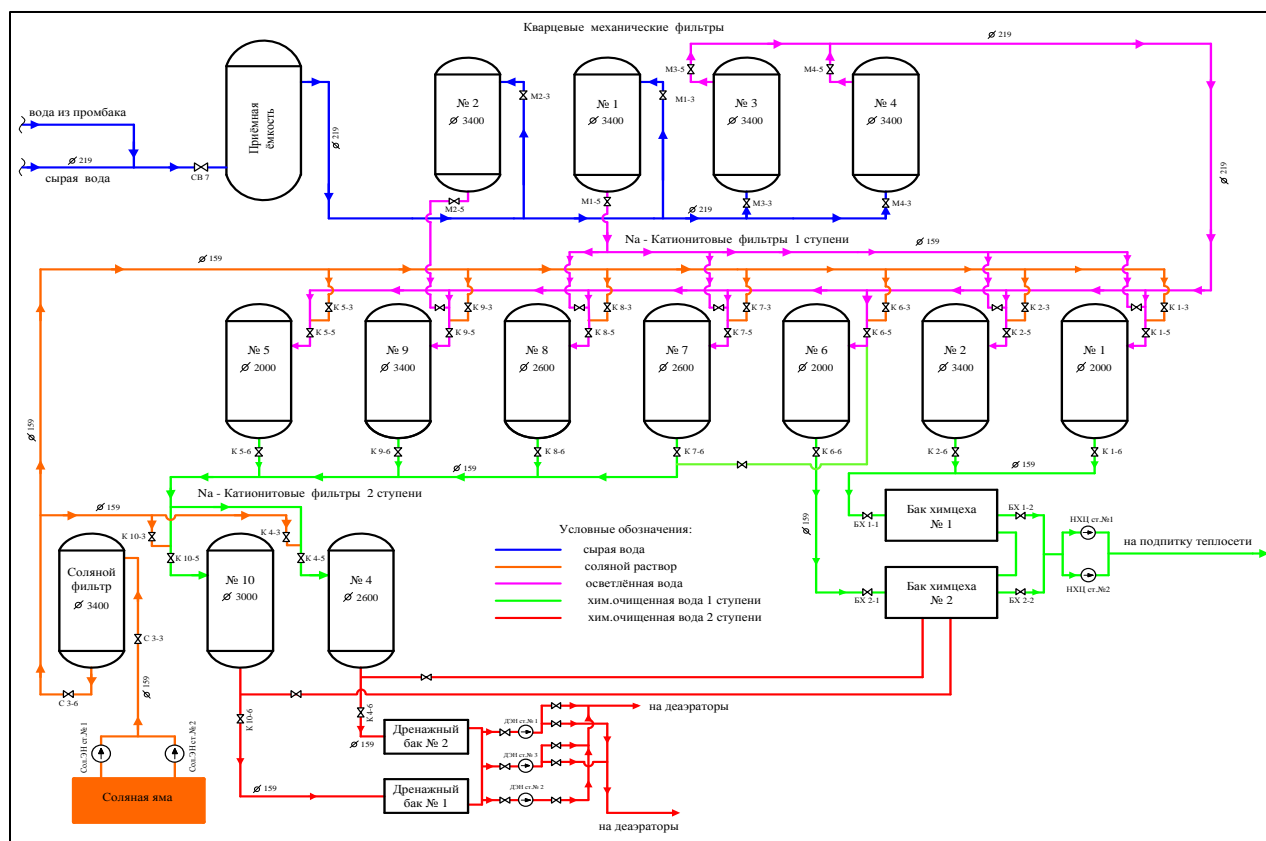 Кварцевые механические фильтры
⌀ 219
М3-5
М4-5
№ 2
⌀ 3400
№ 1
⌀ 3400
№ 3
⌀ 3400
№ 4
⌀ 3400
М2-3
М1-3
вода из промбака
Приёмная
ёмкость
⌀ 219
⌀ 219
сырая вода
СВ 7
⌀ 219
М2-5
М1-5
⌀ 219
М3-3
М4-3
Na - Катионитовые фильтры 1 ступени
⌀ 159
⌀ 159
К 5-3
К 9-3
К 8-3
К 7-3
К 6-3
К 2-3
К 1-3
К 5-5
К 9-5
К 8-5
К 7-5
К 6-5
К 2-5
К 1-5
№ 5
⌀ 2000
№ 9
⌀ 3400
№ 8
⌀ 2600
№ 7
⌀ 2600
№ 6
⌀ 2000
№ 2
⌀ 3400
№ 1
⌀ 2000
⌀ 159
К 5-6
К 9-6
К 8-6
К 7-6
К 6-6
К 2-6
К 1-6
⌀ 159
⌀ 159
Na - Катионитовые фильтры 2 ступени
⌀ 159
К 10-3
К 4-3
К 10-5
К 4-5
Соляной
фильтр
⌀ 3400
№ 10
⌀ 3000
№ 4
⌀ 2600
С 3-3
С 3-6
⌀ 159
Условные обозначения:
сырая вода
соляной раствор
осветлённая вода
хим.очищенная вода 1 ступени
хим.очищенная вода 2 ступени
⌀ 159
БХ 1-1
Бак химцеха
№ 1
БХ 1-2
НХЦ ст.№1
на подпитку теплосети
БХ 2-1
Бак химцеха
№ 2
БХ 2-2
НХЦ ст.№2
К10-6
К 4-6
⌀ 159
Дренажный
бак № 2
ДЭН ст.№ 1
на деаэраторы
ДЭН ст.№ 3
Сол.ЭН ст.№1
Сол.ЭН ст.№2
Соляная яма
⌀ 159
Дренажный
бак № 1
ДЭН ст.№ 2
на деаэраторы